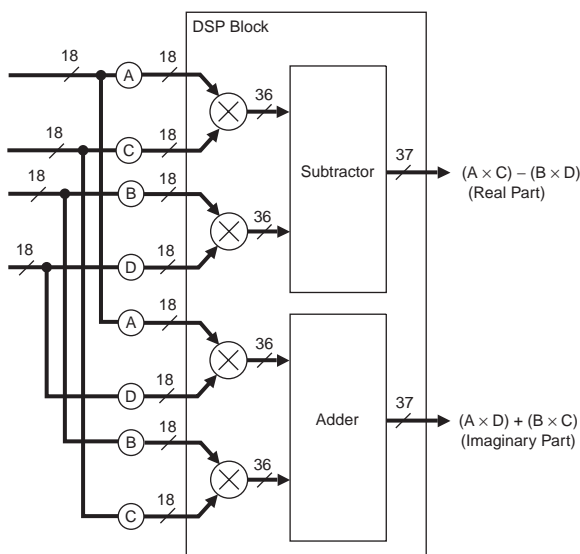 DSP Block
18
A
18
36
18
C
18
Subtractor
37
(A × C) – (B × D)
(Real Part)
18
B
18
36
18
D
18
A
18
36
D
18
Adder
37
(A × D) + (B × C)
(Imaginary Part)
B
18
36
C
18